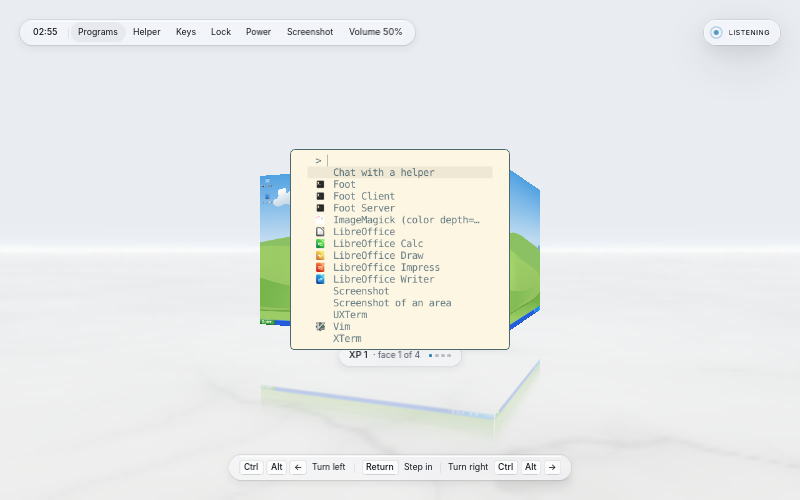 02:55 Programs Helper Keys Lock Power Screenshot Volume 50%
LISTENING
>
Chat with a helper
Foot
Foot Client
Foot Server
ImageMagick (color depth=…
LibreOffice
LibreOffice Calc
LibreOffice Draw
LibreOffice Impress
LibreOffice Writer
Screenshot
Screenshot of an area
UXTerm
Vim
XTerm
XP 1 · face 1 of 4
Ctrl Alt ← Turn left Return Step in Turn right Ctrl Alt →